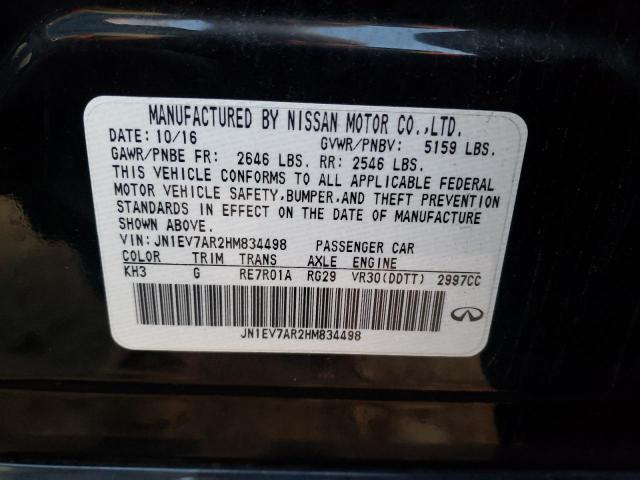 MANUFACTURED BY NISSAN MOTOR CO.,LTD.
DATE: 10/16 GVWR/PNBV: 5159 LBS.
GAWR/PNBE FR: 2646 LBS. RR: 2546 LBS.
THIS VEHICLE CONFORMS TO ALL APPLICABLE FEDERAL
MOTOR VEHICLE SAFETY, BUMPER, AND THEFT PREVENTION
STANDARDS IN EFFECT ON THE DATE OF MANUFACTURE
SHOWN ABOVE.
VIN: JN1EV7AR2HM834498 PASSENGER CAR
COLOR TRIM TRANS AXLE ENGINE
KH3 G RE7R01A RG29 VR30(DDTT) 2997CC
JN1EV7AR2HM834498